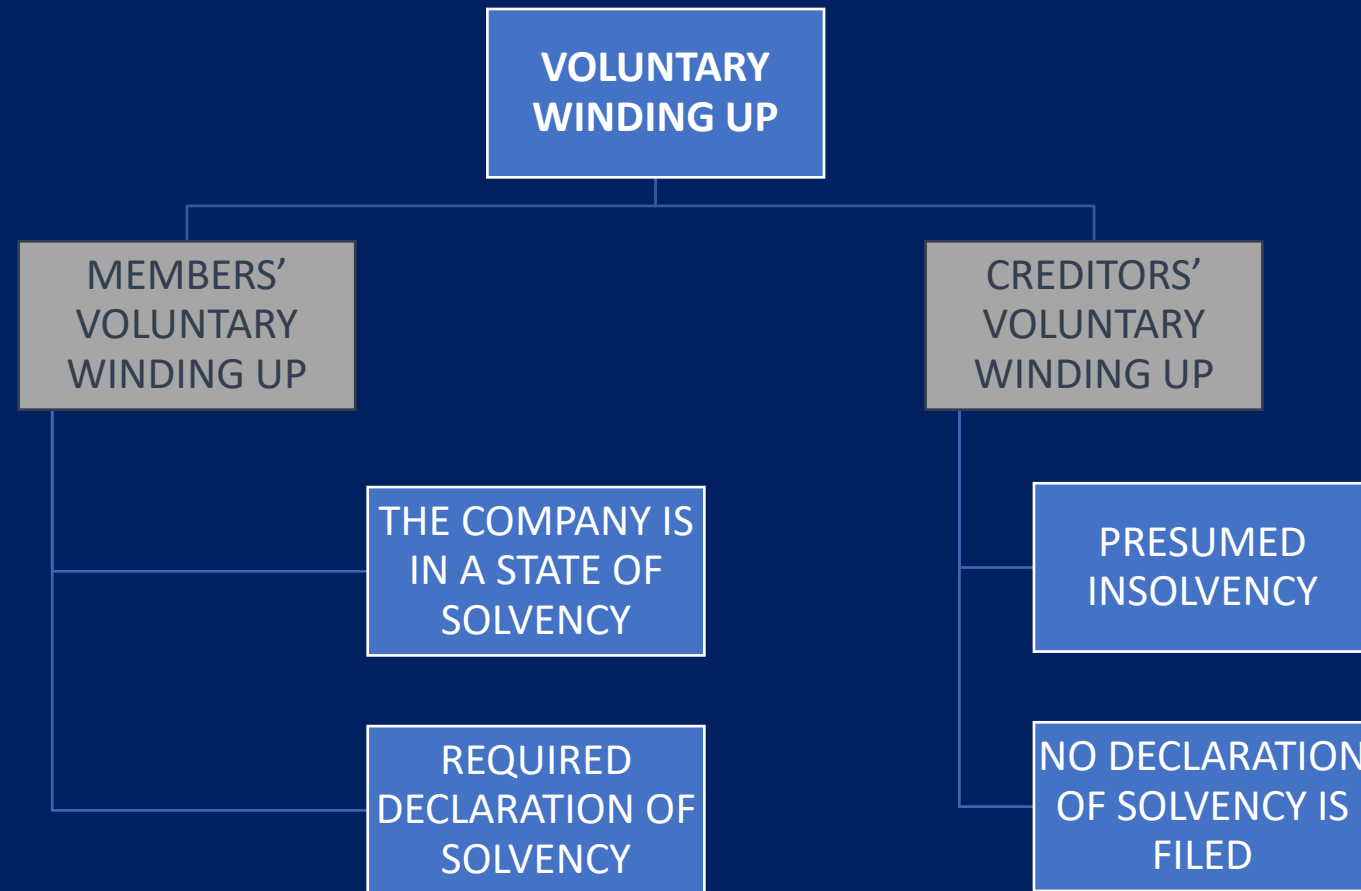 VOLUNTARY
WINDING UP
MEMBERS’
VOLUNTARY
WINDING UP
THE COMPANY IS
IN A STATE OF
SOLVENCY
REQUIRED
DECLARATION OF
SOLVENCY
CREDITORS’
VOLUNTARY
WINDING UP
PRESUMED
INSOLVENCY
NO DECLARATION
OF SOLVENCY IS
FILED